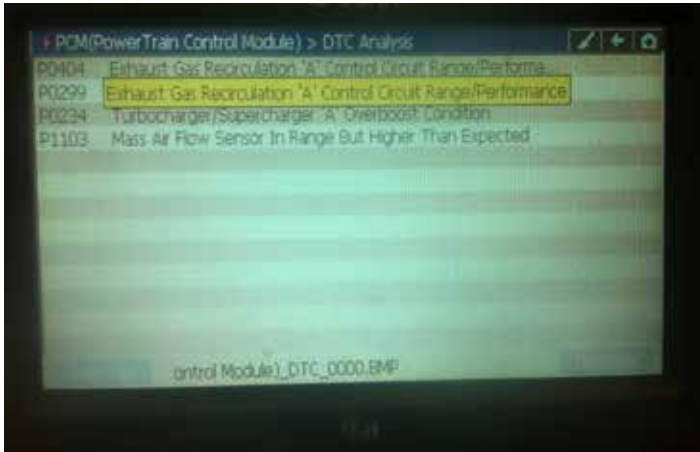 PCM(PowerTrain Control Module) > DTC Analysis
P0404 Exhaust Gas Recirculation "A" Control Circuit Range/Performa
P0299 Exhaust Gas Recirculation "A" Control Circuit Range/Performance
P0234 Turbocharger/Supercharger "A" Overboost Condition
P1103 Mass Air Flow Sensor In Range But Higher Than Expected
ontrol Module)_DTC_0000.BMP